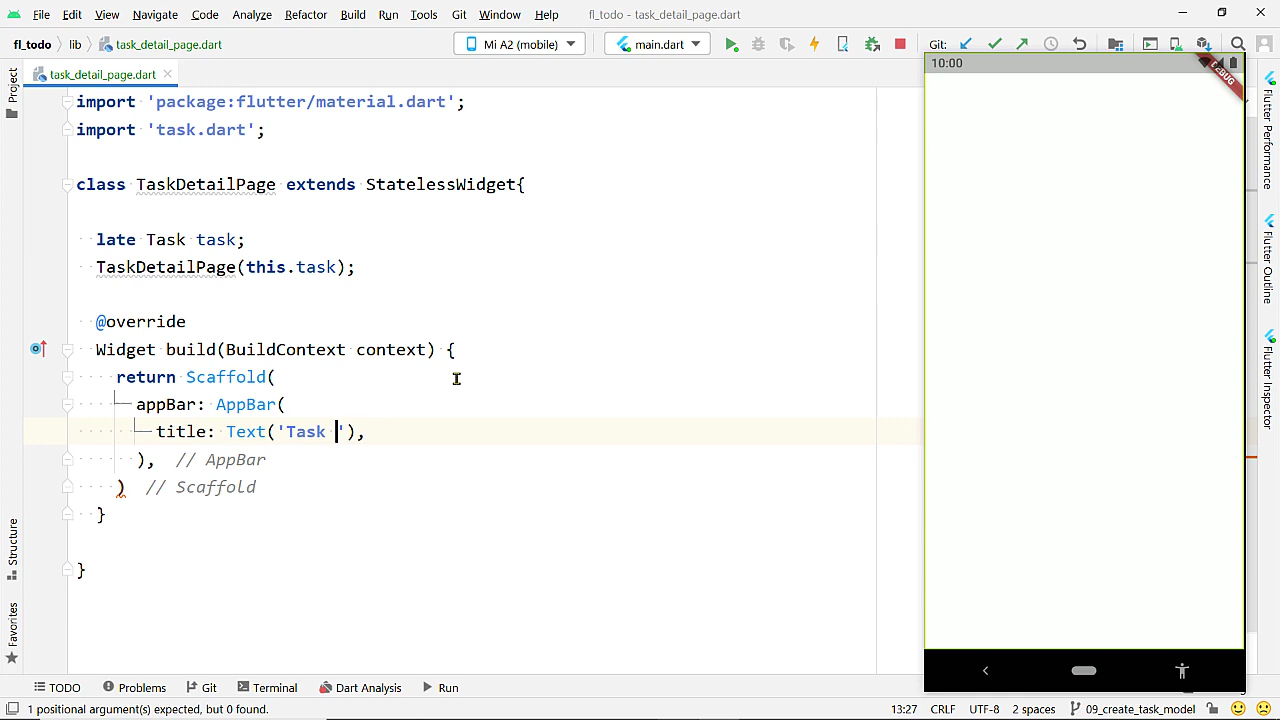 File Edit View Navigate Code Analyze Refactor Build Run Tools Git Window Help fl_todo - task_detail_page.dart
fl_todo lib task_detail_page.dart Mi A2 (mobile) main.dart Git:
task_detail_page.dart
10:00
Project
import 'package:flutter/material.dart';
import 'task.dart';
class TaskDetailPage extends StatelessWidget{
late Task task;
TaskDetailPage(this.task);
@override
Widget build(BuildContext context) {
return Scaffold(
appBar: AppBar(
title: Text('Task '),
), // AppBar
) // Scaffold
}
}
Structure
Favorites
Flutter Performance
Flutter Outline
Flutter Inspector
TODO Problems Git Terminal Dart Analysis Run
1 positional argument(s) expected, but 0 found. 13:27 CRLF UTF-8 2 spaces 09_create_task_model